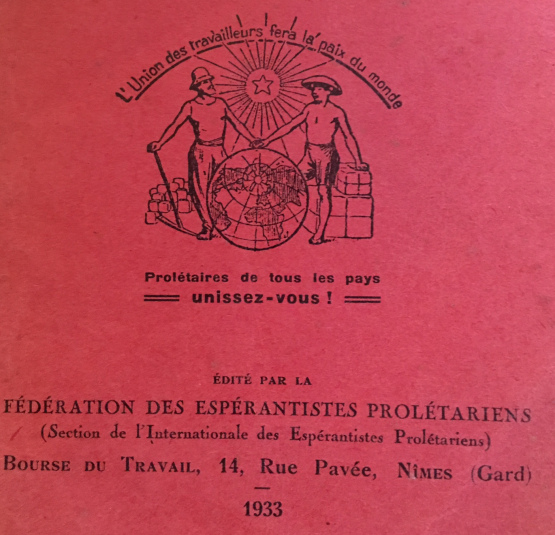 L'Union des travailleurs fera la paix du monde
Prolétaires de tous les pays
unissez-vous !
ÉDITÉ PAR LA
FÉDÉRATION DES ESPÉRANTISTES PROLÉTARIENS
(Section de l'Internationale des Espérantistes Prolétariens)
BOURSE DU TRAVAIL, 14, Rue Pavée, NÎMES (Gard)
1933